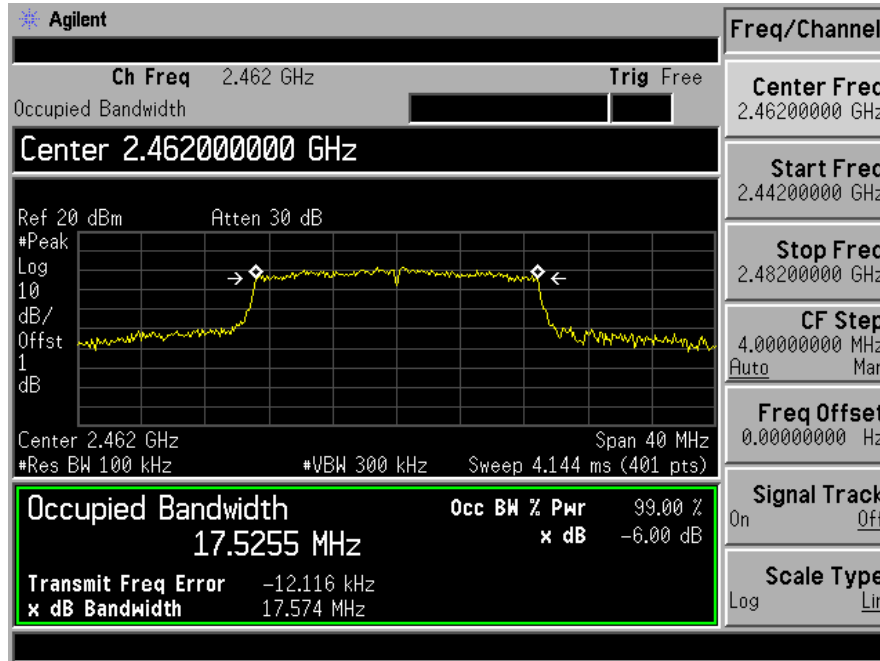 Agilent
Ch Freq 2.462 GHz Trig Free
Occupied Bandwidth
Center 2.462000000 GHz
Ref 20 dBm Atten 30 dB
#Peak
Log
10
dB/
Offst
1
dB
Center 2.462 GHz Span 40 MHz
#Res BW 100 kHz #VBW 300 kHz Sweep 4.144 ms (401 pts)
Occupied Bandwidth
17.5255 MHz
Occ BW % Pwr 99.00 %
x dB -6.00 dB
Transmit Freq Error -12.116 kHz
x dB Bandwidth 17.574 MHz
Freq/Channel
Center Freq
2.46200000 GHz
Start Freq
2.44200000 GHz
Stop Freq
2.48200000 GHz
CF Step
4.00000000 MHz
Auto Man
Freq Offset
0.00000000 Hz
Signal Track
On Off
Scale Type
Log Lin